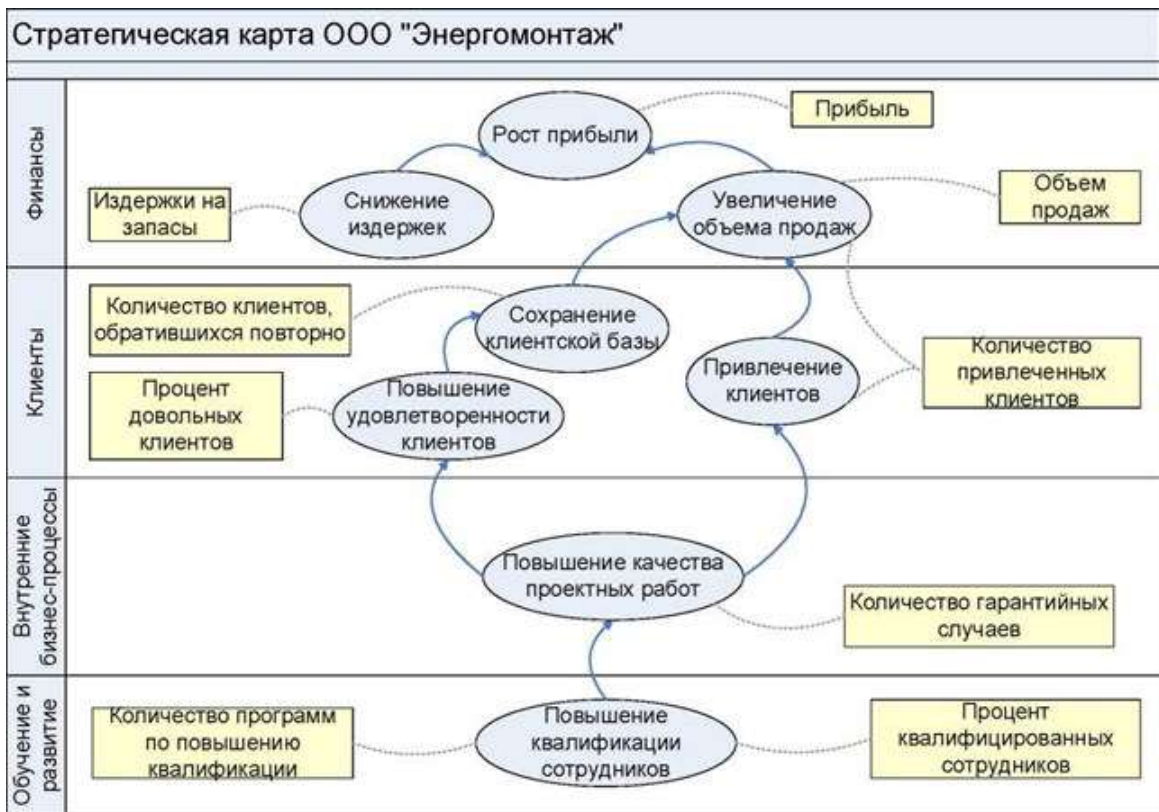 Стратегическая карта ООО "Энергомонтаж"
Финансы
Рост прибыли
Прибыль
Издержки на
запасы
Снижение
издержек
Увеличение
объема продаж
Объем
продаж
Клиенты
Количество клиентов,
обратившихся повторно
Сохранение
клиентской базы
Процент
довольных
клиентов
Повышение
удовлетворенности
клиентов
Привлечение
клиентов
Количество
привлеченных
клиентов
Внутренние
бизнес-процессы
Повышение качества
проектных работ
Количество гарантийных
случаев
Обучение и
развитие
Количество программ
по повышению
квалификации
Повышение
квалификации
сотрудников
Процент
квалифицированных
сотрудников